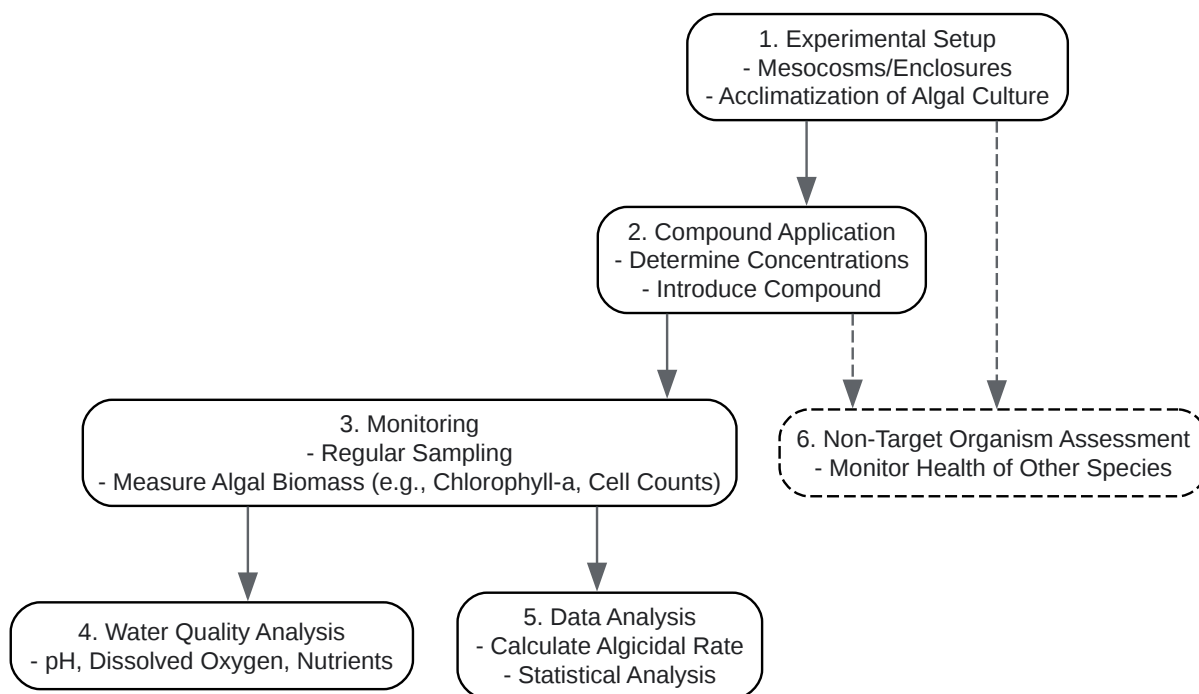 1. Experimental Setup
- Mesocosms/Enclosures
- Acclimatization of Algal Culture
2. Compound Application
- Determine Concentrations
- Introduce Compound
3. Monitoring
- Regular Sampling
- Measure Algal Biomass (e.g., Chlorophyll-a, Cell Counts)
6. Non-Target Organism Assessment
- Monitor Health of Other Species
4. Water Quality Analysis
- pH, Dissolved Oxygen, Nutrients
5. Data Analysis
- Calculate Algicidal Rate
- Statistical Analysis